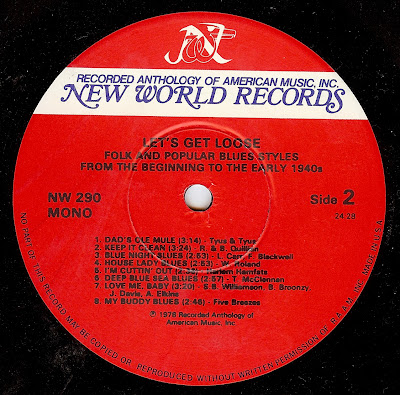 RECORDED ANTHOLOGY OF AMERICAN MUSIC, INC.
NEW WORLD RECORDS
LET'S GET LOOSE
FOLK AND POPULAR BLUES STYLES
FROM THE BEGINNING TO THE EARLY 1940s
NW 290
MONO
Side 2
24:28
1. DAD'S OLE MULE (3:14) - Tyus & Tyus
2. KEEP IT CLEAN (3:24) - R. & B. Quillian
3. BLUE NIGHT BLUES (2:53) - L. Carr, F. Blackwell
4. HOUSE LADY BLUES (2:53) - W. Roland
5. I'M CUTTIN' OUT - Harlem Hamfats
6. DEEP BLUE SEA BLUES (2:57) - T. McClennan
7. LOVE ME, BABY (3:20) - S.B. Williamson, B. Broonzy,
J. Davis, A. Elkins
8. MY BUDDY BLUES (2:46) - Five Breezes
℗ 1978 Recorded Anthology of
American Music, Inc.
NO PART OF THIS RECORD MAY BE COPIED OR REPRODUCED WITHOUT WRITTEN PERMISSION OF R.A.A.M. INC. MADE IN U.S.A.